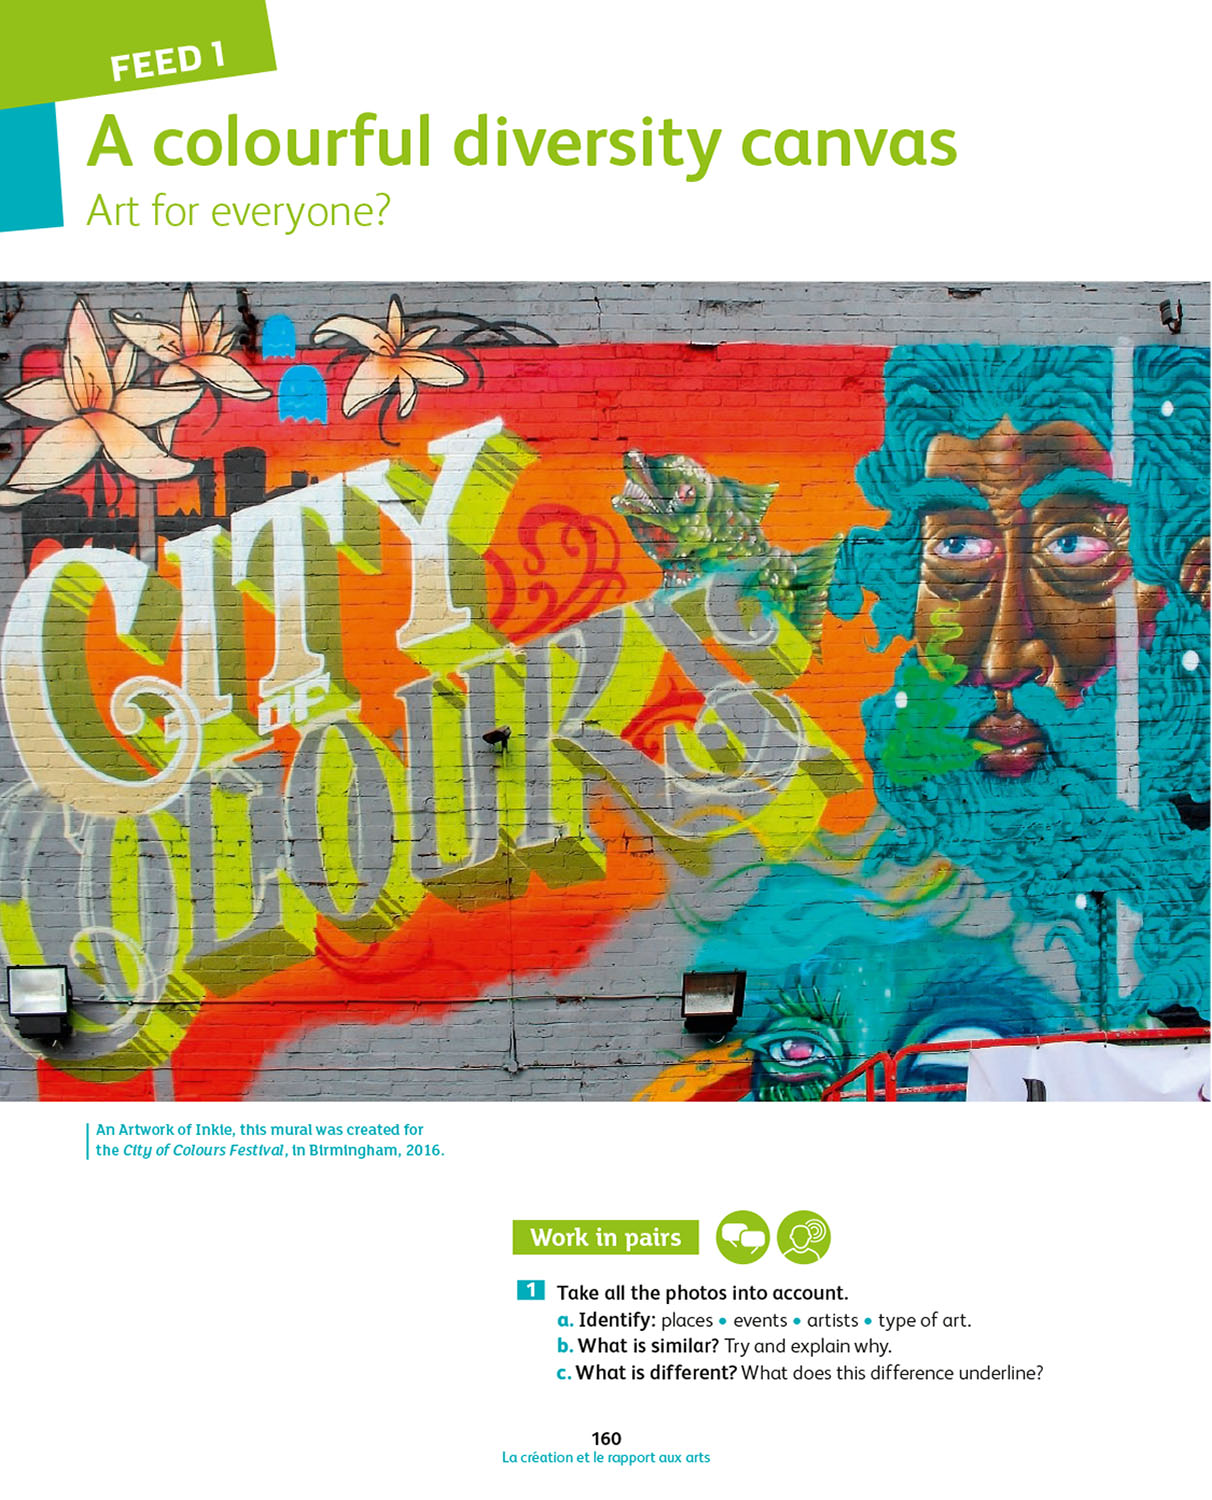 FEED 1
A colourful diversity canvas
Art for everyone?
CITY
OF
COLOURS
An Artwork of Inkie, this mural was created for
the City of Colours Festival, in Birmingham, 2016.
Work in pairs
1 Take all the photos into account.
a. Identify: places • events • artists • type of art.
b. What is similar? Try and explain why.
c. What is different? What does this difference underline?
160
La création et le rapport aux arts